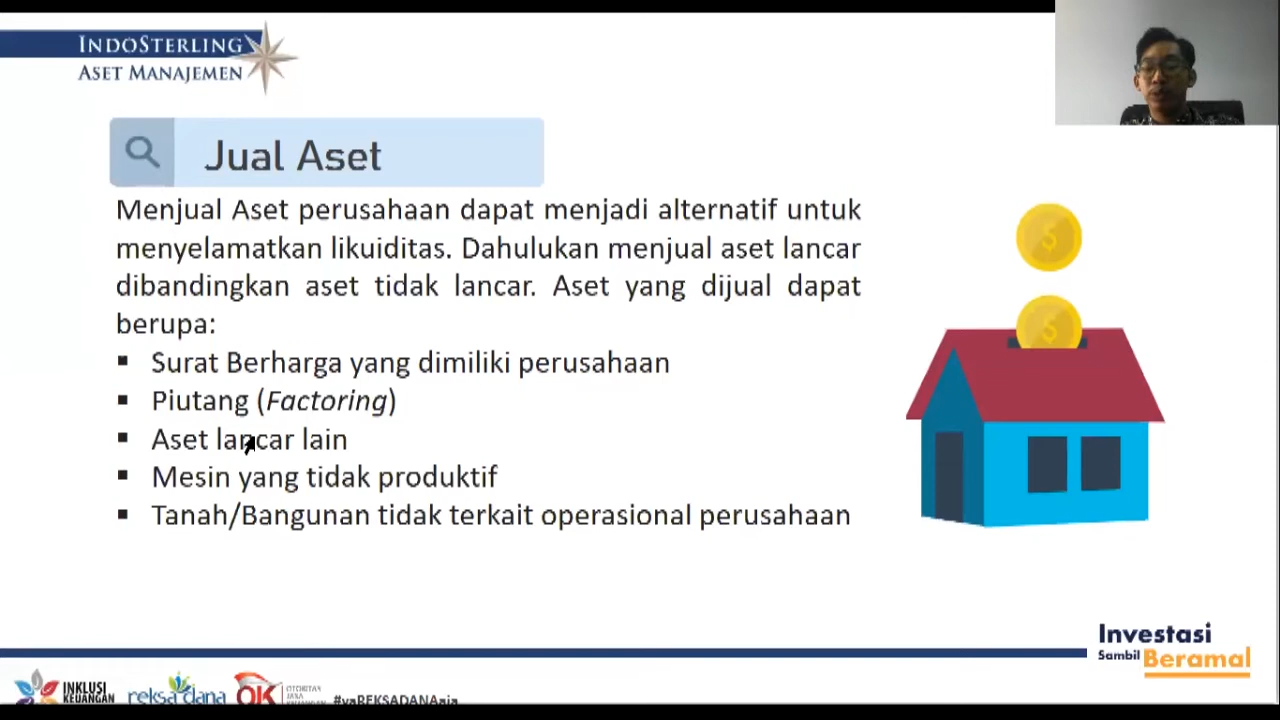 INDOSTERLING
ASET MANAJEMEN
Jual Aset
Menjual Aset perusahaan dapat menjadi alternatif untuk
menyelamatkan likuiditas. Dahulukan menjual aset lancar
dibandingkan aset tidak lancar. Aset yang dijual dapat
berupa:
▪ Surat Berharga yang dimiliki perusahaan
▪ Piutang (Factoring)
▪ Aset lancar lain
▪ Mesin yang tidak produktif
▪ Tanah/Bangunan tidak terkait operasional perusahaan
Investasi
Sambil Beramal
INKLUSI
KEUANGAN
reksa dana
OTORITAS
JASA
KEUANGAN
#yaREKSADANAaja